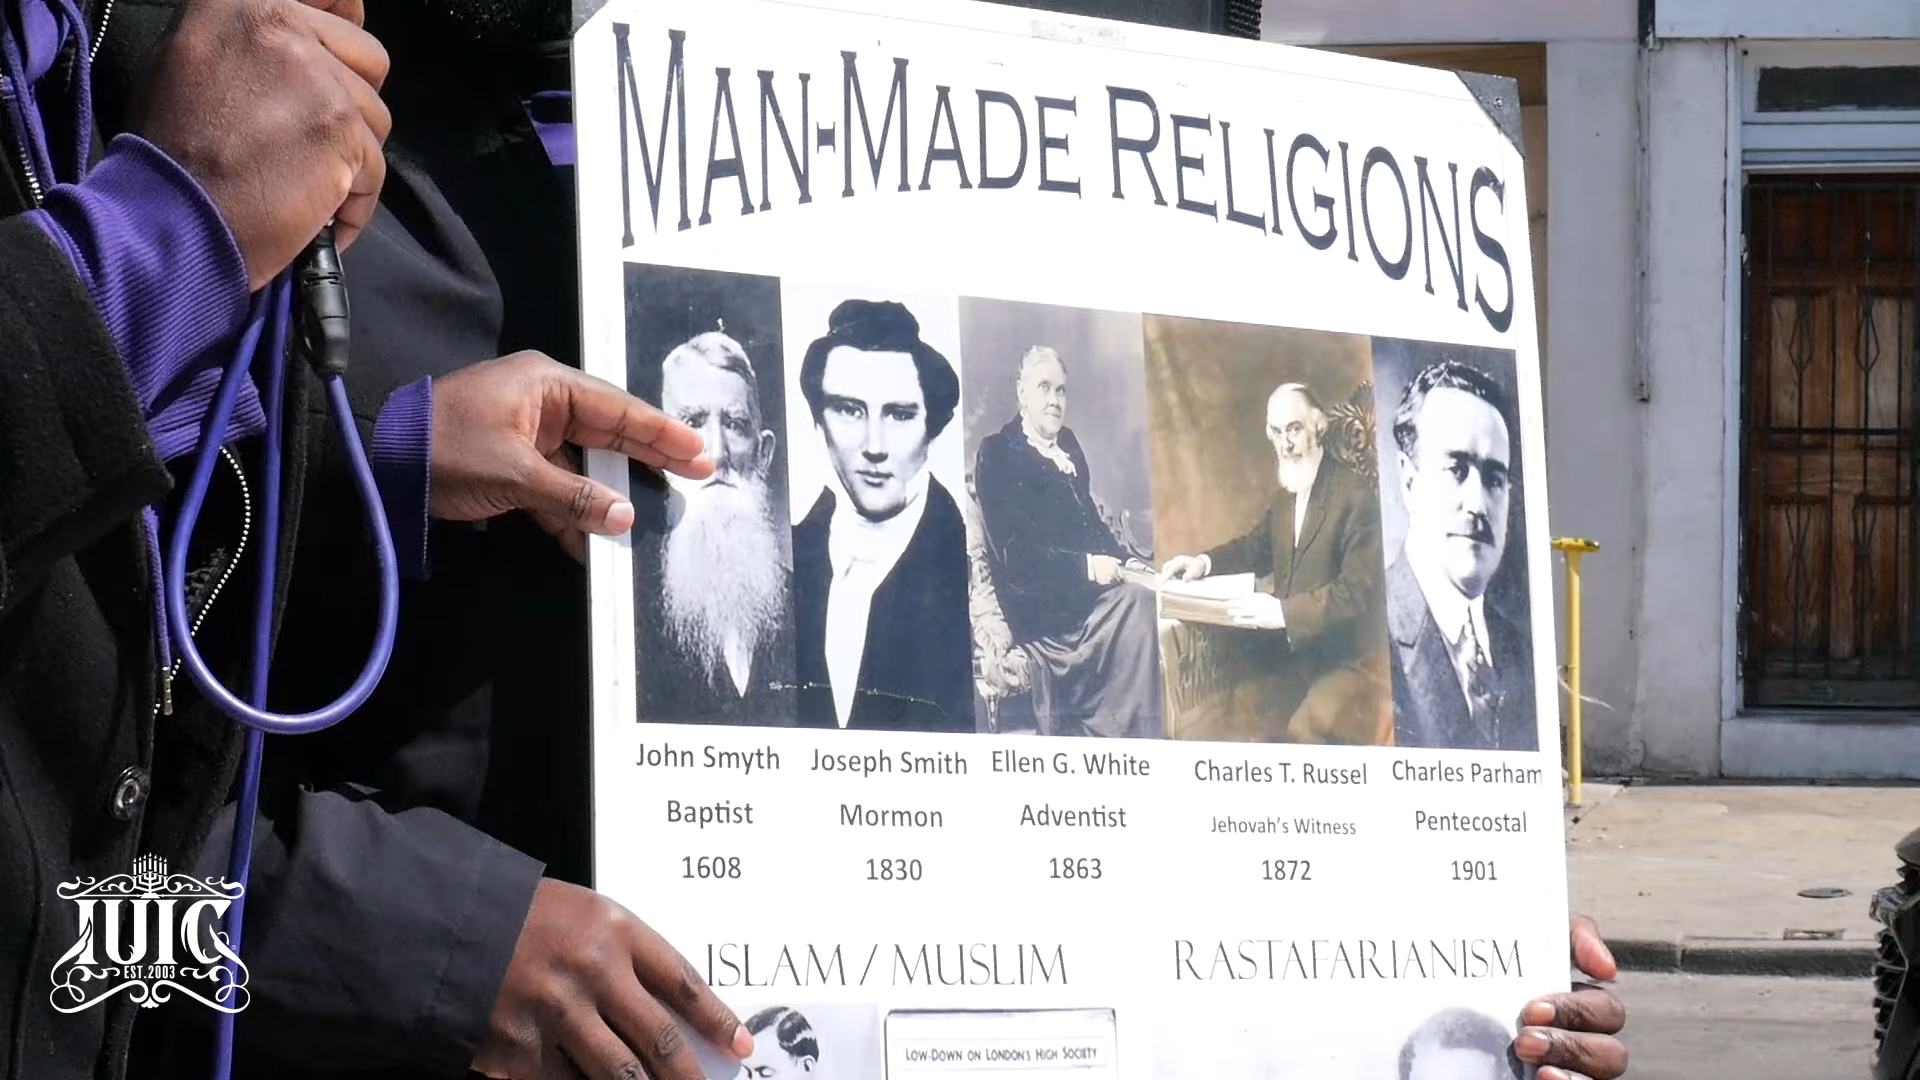 MAN-MADE RELIGIONS
John Smyth
Baptist
1608
Joseph Smith
Mormon
1830
Ellen G. White
Adventist
1863
Charles T. Russel
Jehovah's Witness
1872
Charles Parham
Pentecostal
1901
ISLAM / MUSLIM
RASTAFARIANISM
LOW-DOWN ON LONDON'S HIGH SOCIETY
IUIC
EST. 2003